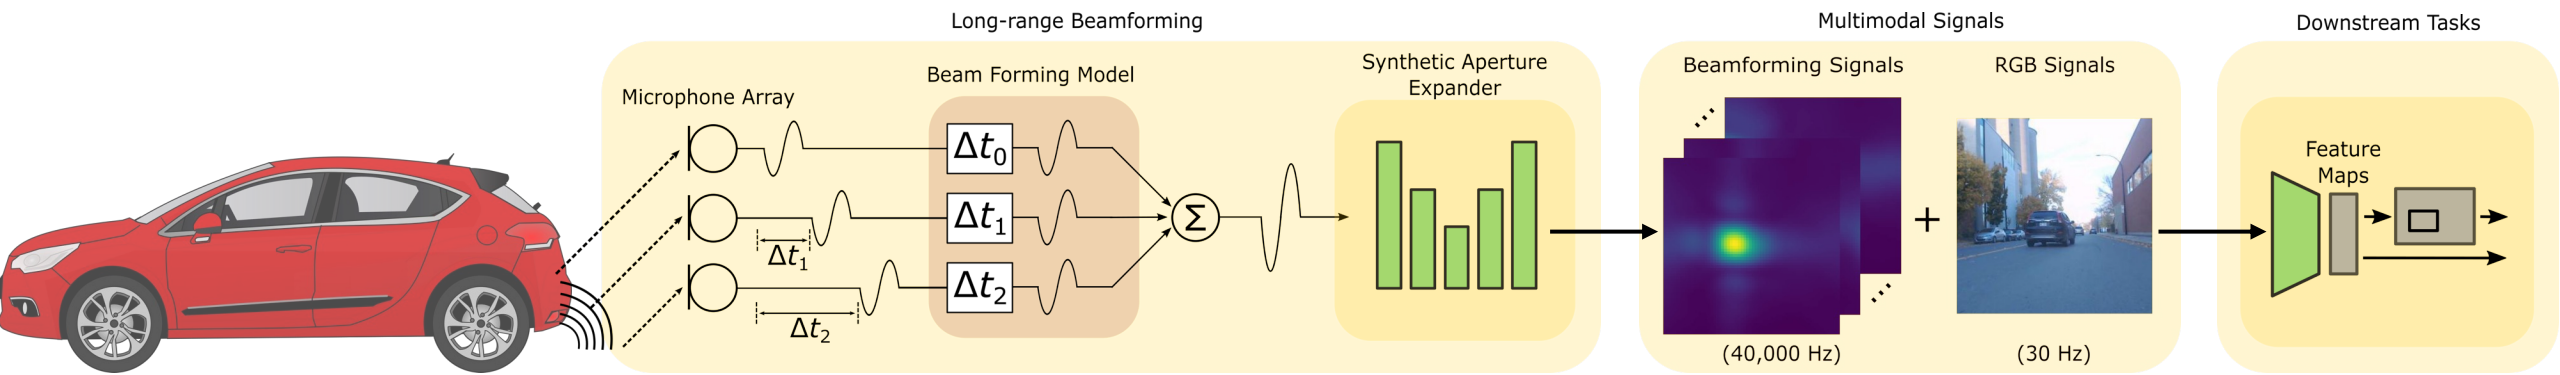 Long-range Beamforming
Multimodal Signals
Downstream Tasks
Microphone Array
Beam Forming Model
Synthetic Aperture
Expander
Beamforming Signals
RGB Signals
Δt₀
Δt₁
Δt₂
Δt₁
Δt₂
Σ
+
Feature
Maps
(40,000 Hz)
(30 Hz)